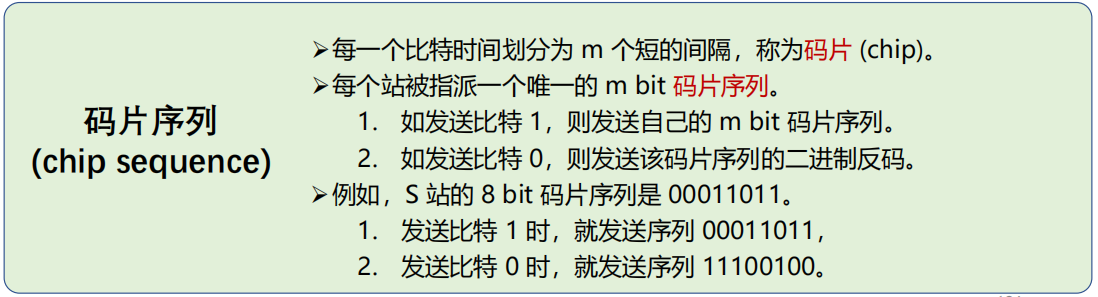 码片序列
(chip sequence)
➢每一个比特时间划分为 m 个短的间隔，称为码片 (chip)。
➢每个站被指派一个唯一的 m bit 码片序列。
1. 如发送比特 1，则发送自己的 m bit 码片序列。
2. 如发送比特 0，则发送该码片序列的二进制反码。
➢例如，S 站的 8 bit 码片序列是 00011011。
1. 发送比特 1 时，就发送序列 00011011，
2. 发送比特 0 时，就发送序列 11100100。